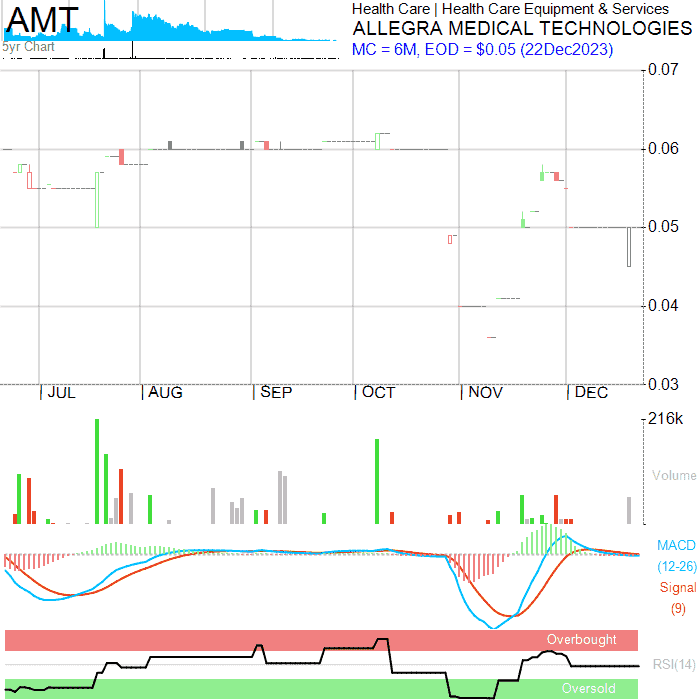 AMT
5yr Chart
Health Care | Health Care Equipment & Services
ALLEGRA MEDICAL TECHNOLOGIES
MC = 6M, EOD = $0.05 (22Dec2023)
0.07
0.06
0.05
0.04
0.03
JUL AUG SEP OCT NOV DEC
216k
Volume
MACD
(12-26)
Signal
(9)
Overbought
RSI(14)
Oversold